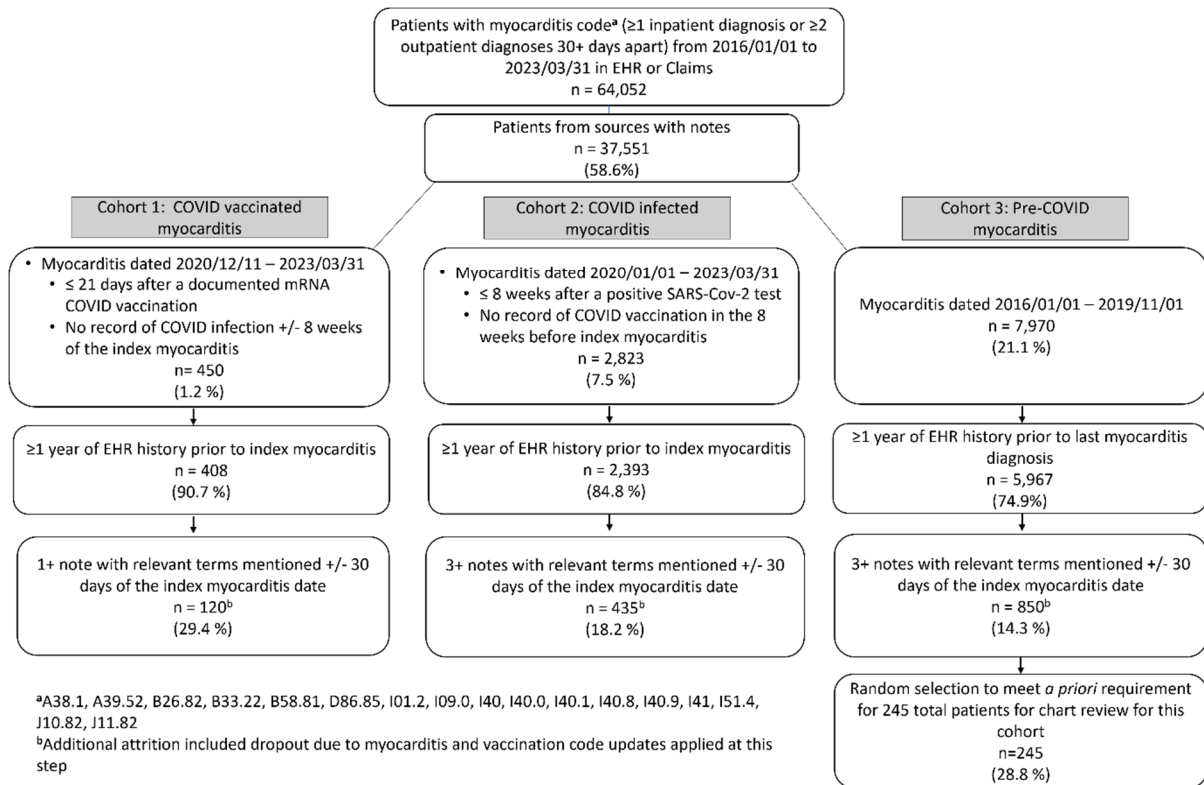 Patients with myocarditis codeᵃ (≥1 inpatient diagnosis or ≥2
outpatient diagnoses 30+ days apart) from 2016/01/01 to
2023/03/31 in EHR or Claims
n = 64,052
Patients from sources with notes
n = 37,551
(58.6%)
Cohort 1: COVID vaccinated
myocarditis
• Myocarditis dated 2020/12/11 – 2023/03/31
• ≤ 21 days after a documented mRNA
COVID vaccination
• No record of COVID infection +/- 8 weeks
of the index myocarditis
n= 450
(1.2 %)
≥1 year of EHR history prior to index myocarditis
n = 408
(90.7 %)
1+ note with relevant terms mentioned +/- 30
days of the index myocarditis date
n = 120ᵇ
(29.4 %)
Cohort 2: COVID infected
myocarditis
• Myocarditis dated 2020/01/01 – 2023/03/31
• ≤ 8 weeks after a positive SARS-Cov-2 test
• No record of COVID vaccination in the 8
weeks before index myocarditis
n = 2,823
(7.5 %)
≥1 year of EHR history prior to index myocarditis
n = 2,393
(84.8 %)
3+ notes with relevant terms mentioned +/- 30
days of the index myocarditis date
n = 435ᵇ
(18.2 %)
Cohort 3: Pre-COVID
myocarditis
Myocarditis dated 2016/01/01 – 2019/11/01
n = 7,970
(21.1 %)
≥1 year of EHR history prior to last myocarditis
diagnosis
n = 5,967
(74.9%)
3+ notes with relevant terms mentioned +/- 30
days of the index myocarditis date
n = 850ᵇ
(14.3 %)
Random selection to meet a priori requirement
for 245 total patients for chart review for this
cohort
n=245
(28.8 %)
ᵃA38.1, A39.52, B26.82, B33.22, B58.81, D86.85, I01.2, I09.0, I40, I40.0, I40.1, I40.8, I40.9, I41, I51.4,
J10.82, J11.82
ᵇAdditional attrition included dropout due to myocarditis and vaccination code updates applied at this
step